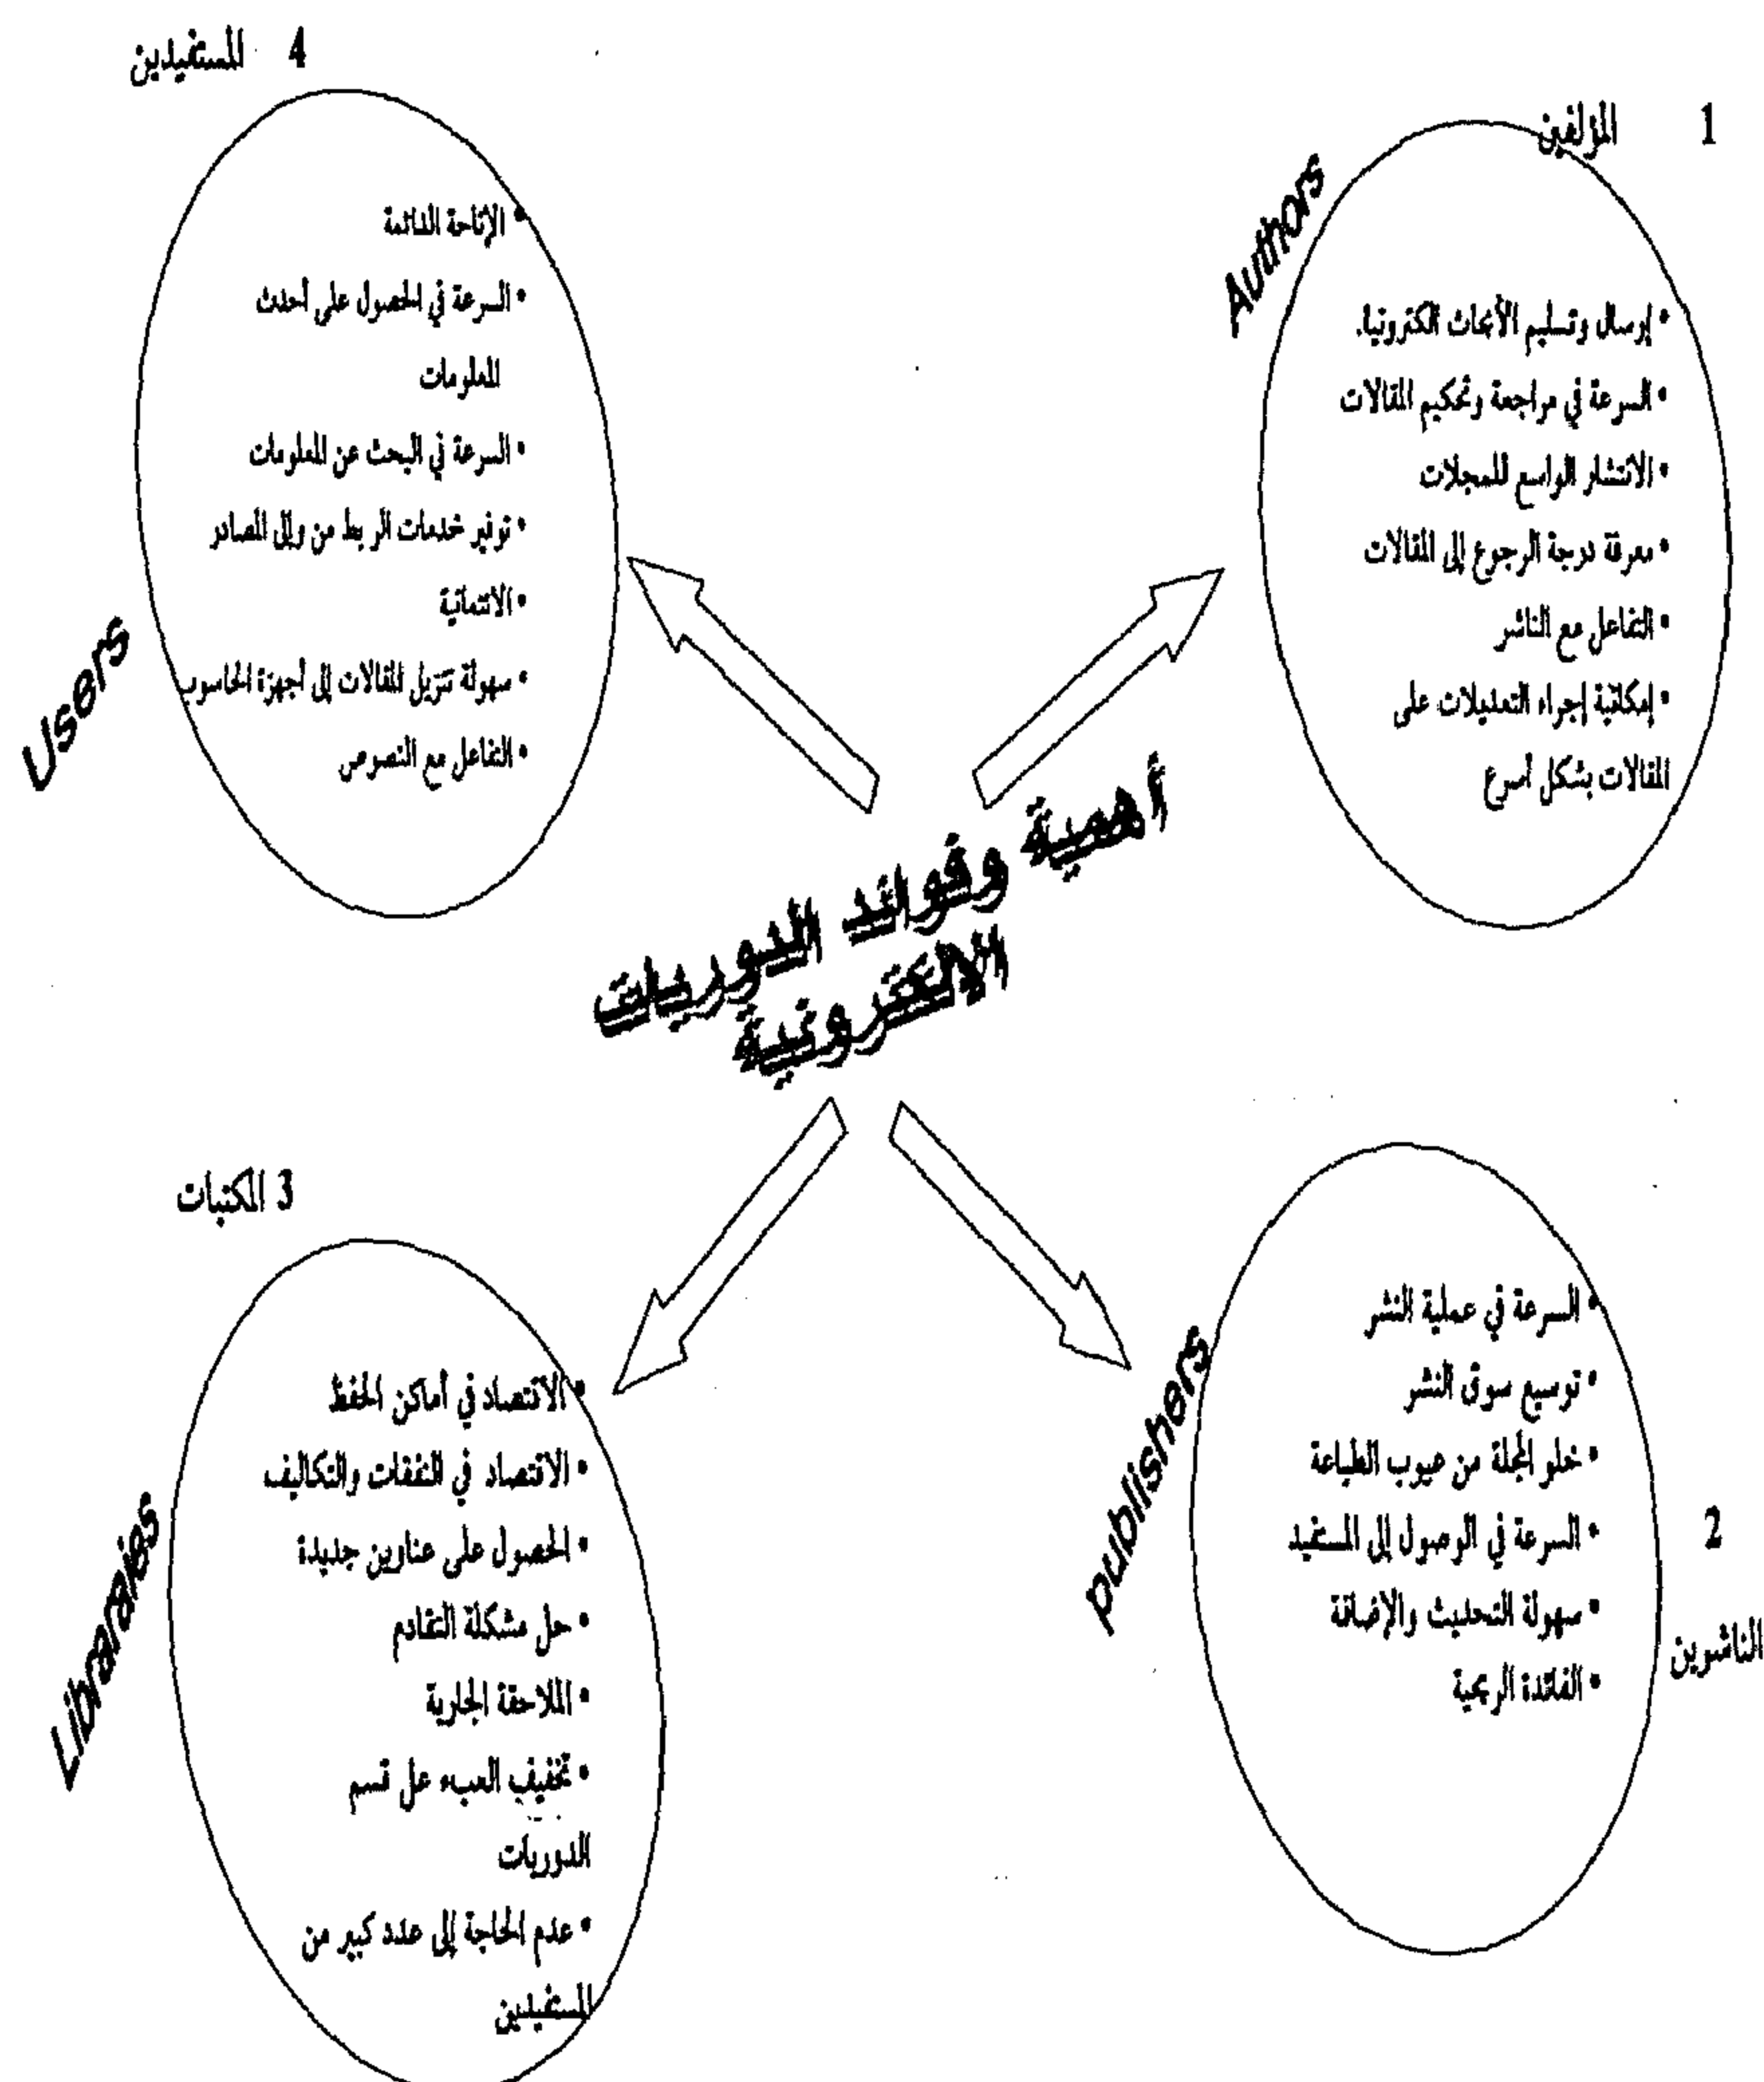 أهمية وفوائد الدوريات
الالكترونية
1 المؤلفين
Authors
• إرسال وتسليم الأبحاث الكترونيا.
• السرعة في مراجعة وتحكيم المقالات
• الانتشار الواسع للمجلات
• معرفة درجة الرجوع إلى المقالات
• التفاعل مع الناشر
• إمكانية إجراء التعديلات على
المقالات بشكل أسرع
2
الناشرين
publishers
• السرعة في عملية النشر
• توسيع سوق النشر
• خلو المجلة من عيوب الطباعة
• السرعة في الوصول إلى المستفيد
• سهولة التحديث والإضافة
• الفائدة الربحية
3 المكتبات
Libraraies
• الاقتصاد في أماكن الحفظ
• الاقتصاد في النفقات والتكاليف
• الحصول على عناوين جديدة
• حل مشكلة التقادم
• الملاحقة الجارية
• تخفيف العبء عل قسم
الدوريات
• عدم الحاجة إلى عدد كبير من
المستفيدين
4 المستفيدين
Users
• الإتاحة الدائمة
• السرعة في الحصول على أحدث
المعلومات
• السرعة في البحث عن المعلومات
• توفير خدمات الربط من وإلى المصادر
• الائتمانية
• سهولة تنزيل المقالات إلى أجهزة الحاسوب
• التفاعل مع النصوص